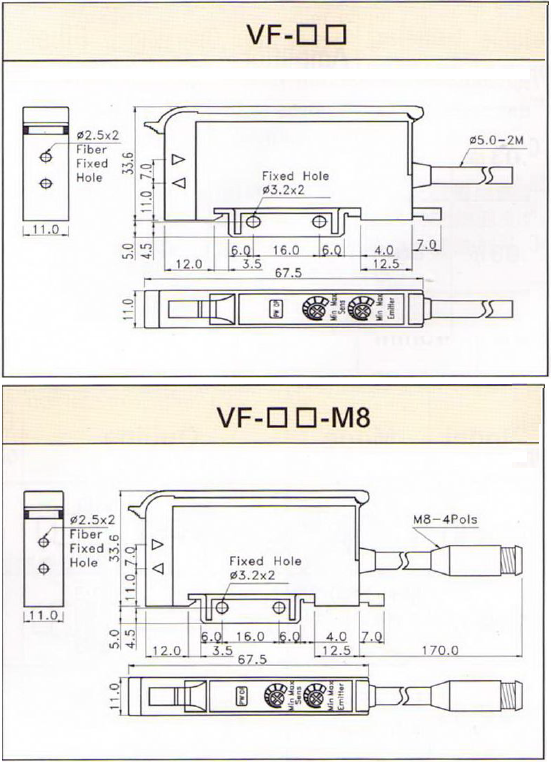 VF-□□
ø2.5x2
Fiber
Fixed
Hole
33.6
7.0
11.0
5.0
4.5
11.0
Fixed Hole
ø3.2x2
ø5.0-2M
6.0
16.0
6.0
4.0
7.0
12.0
3.5
12.5
67.5
11.0
PW OP
Min Max
Sens
Min Max
Emitter
VF-□□-M8
ø2.5x2
Fiber
Fixed
Hole
33.6
7.0
11.0
5.0
4.5
11.0
Fixed Hole
ø3.2x2
M8-4Pols
6.0
16.0
6.0
4.0
7.0
12.0
3.5
12.5
170.0
67.5
11.0
Min Max
Sens
Min Max
Emitter